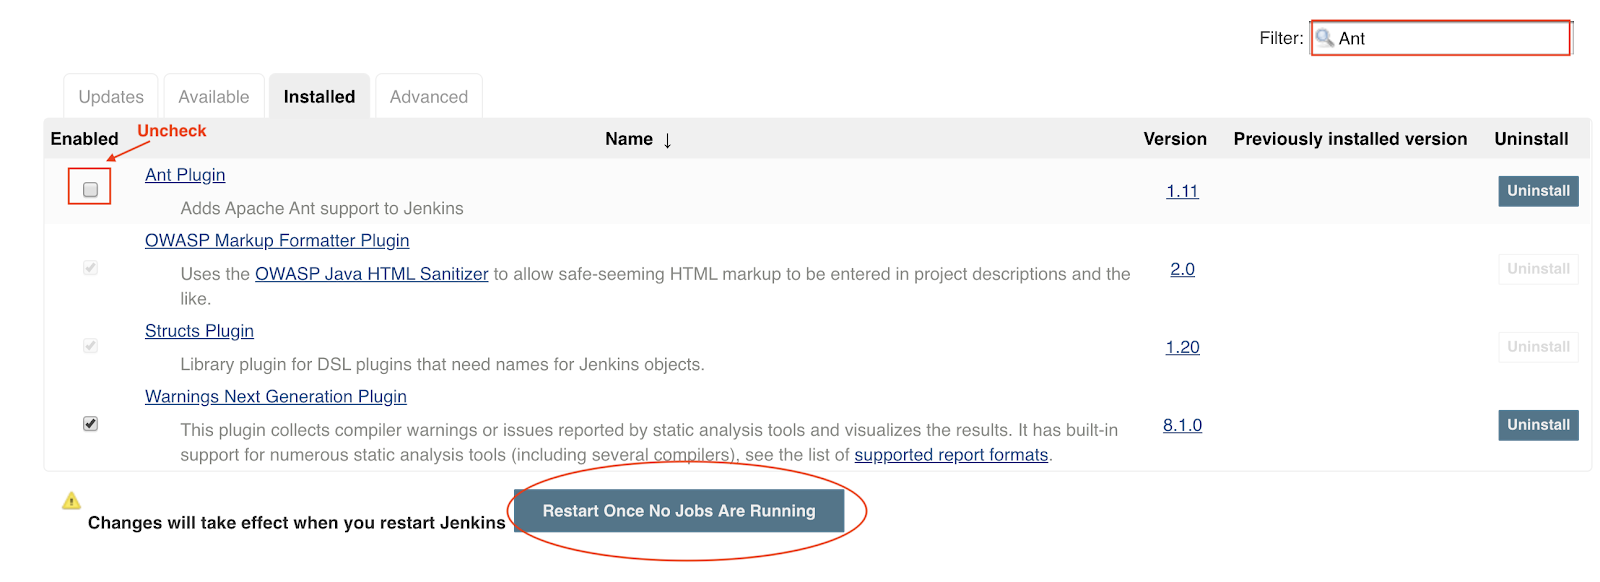 Filter: Ant
Updates Available Installed Advanced
Uncheck
Enabled Name ↓ Version Previously installed version Uninstall
Ant Plugin
1.11 Uninstall
Adds Apache Ant support to Jenkins
OWASP Markup Formatter Plugin
Uses the OWASP Java HTML Sanitizer to allow safe-seeming HTML markup to be entered in project descriptions and the
2.0 Uninstall
like.
Structs Plugin
1.20 Uninstall
Library plugin for DSL plugins that need names for Jenkins objects.
Warnings Next Generation Plugin
8.1.0 Uninstall
This plugin collects compiler warnings or issues reported by static analysis tools and visualizes the results. It has built-in
support for numerous static analysis tools (including several compilers), see the list of supported report formats.
Changes will take effect when you restart Jenkins Restart Once No Jobs Are Running